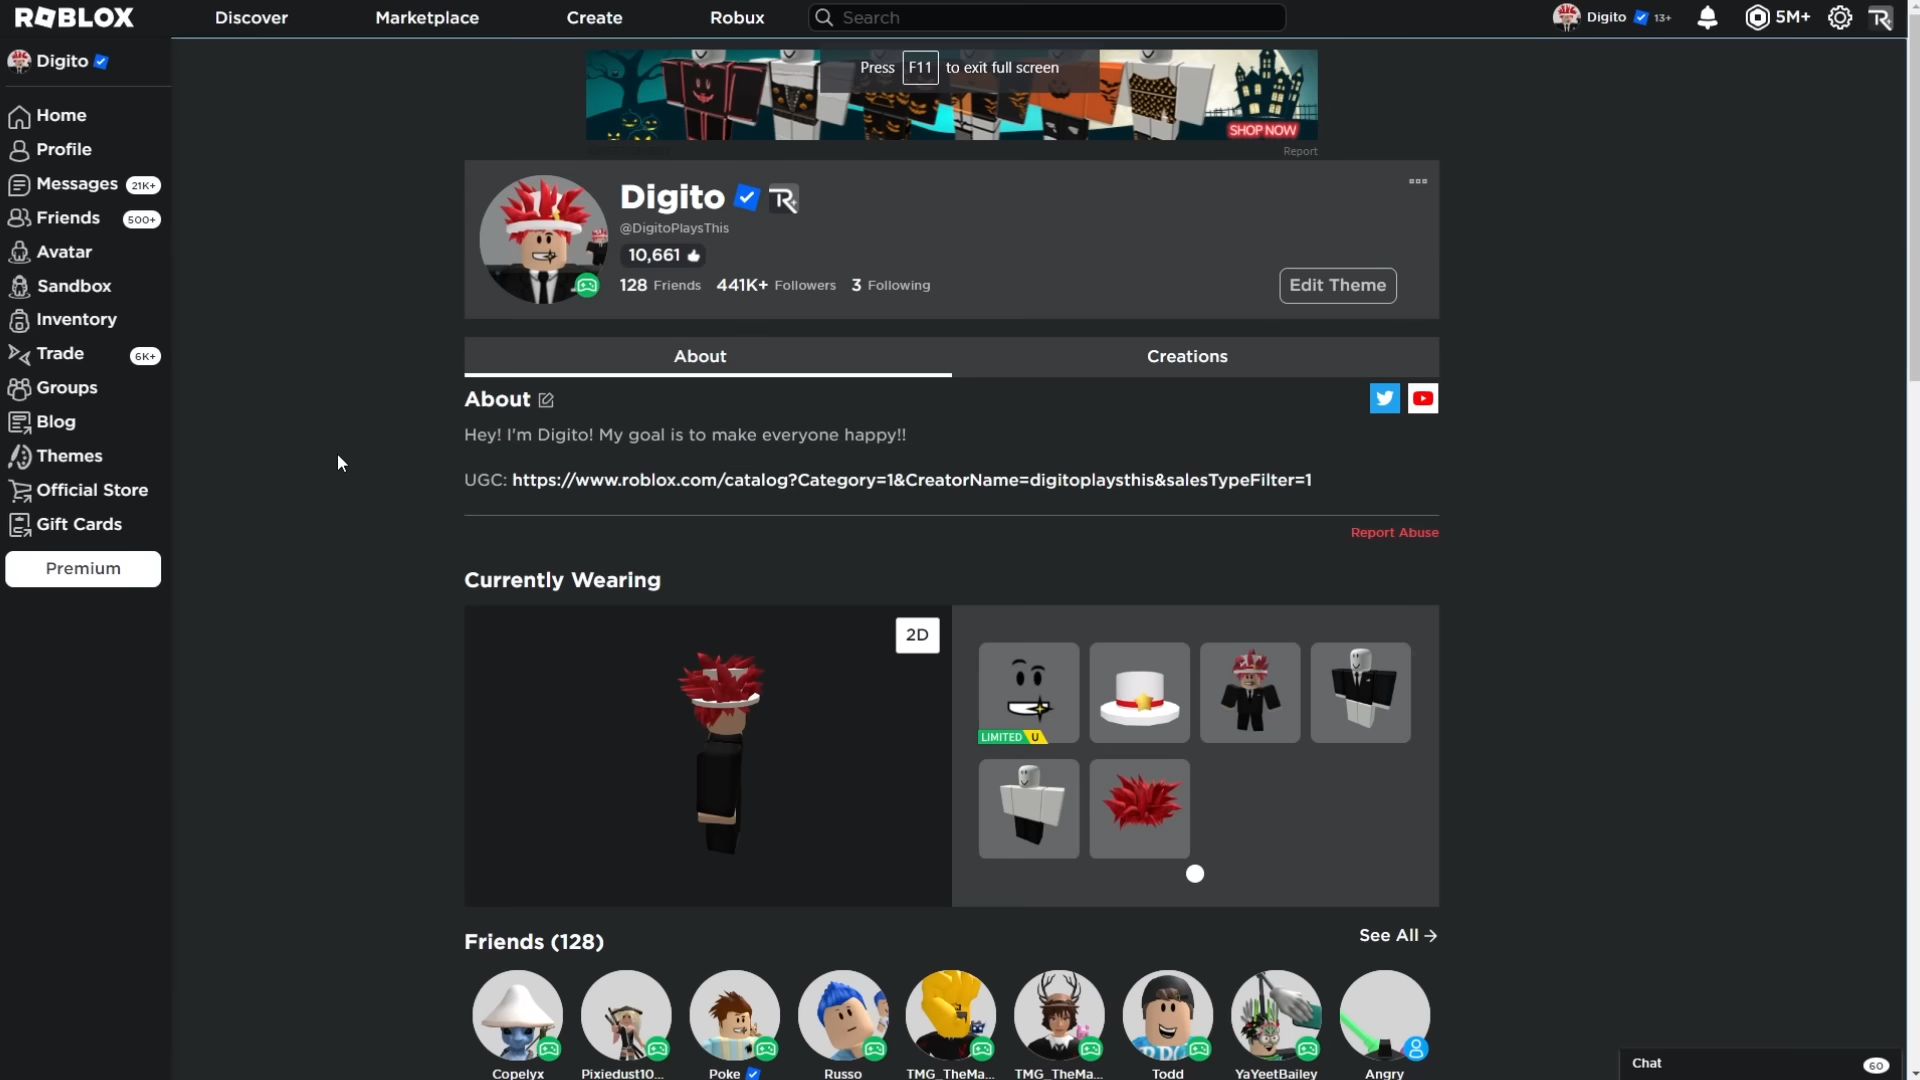 ROBLOX
Discover
Marketplace
Create
Robux
Search
Digito
13+
5M+
Digito
Home
Profile
Messages 21K+
Friends 500+
Avatar
Sandbox
Inventory
Trade 6K+
Groups
Blog
Themes
Official Store
Gift Cards
Premium
Press F11 to exit full screen
SHOP NOW
Report
Digito
@DigitoPlaysThis
10,661
128 Friends 441K+ Followers 3 Following
Edit Theme
About
Creations
About
Hey! I'm Digito! My goal is to make everyone happy!!
UGC: https://www.roblox.com/catalog?Category=1&CreatorName=digitoplaysthis&salesTypeFilter=1
Report Abuse
Currently Wearing
2D
LIMITED U
Friends (128)
See All
Copelyx
Pixiedust10...
Poke
Russo
TMG_TheMa...
TMG_TheMa...
Todd
YaYeetBailey
Angry
Chat
60